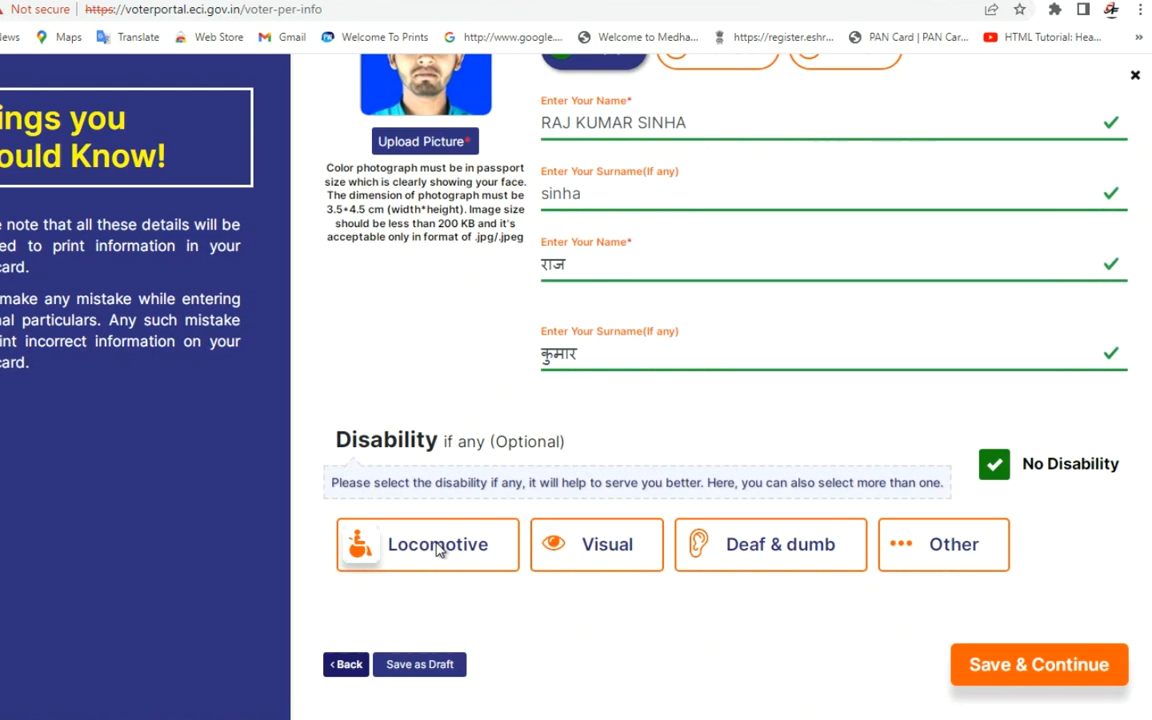 Not secure https://voterportal.eci.gov.in/voter-per-info
News Maps Translate Web Store Gmail Welcome To Prints http://www.google.... Welcome to Medha... https://register.eshr... PAN Card | PAN Car... HTML Tutorial: Hea... »
ings you
ould Know!
e note that all these details will be
ed to print information in your
card.
make any mistake while entering
nal particulars. Any such mistake
int incorrect information on your
card.
Upload Picture*
Color photograph must be in passport
size which is clearly showing your face.
The dimension of photograph must be
3.5*4.5 cm (width*height). Image size
should be less than 200 KB and it's
acceptable only in format of .jpg/.jpeg
Enter Your Name*
RAJ KUMAR SINHA
Enter Your Surname(If any)
sinha
Enter Your Name*
राज
Enter Your Surname(If any)
कुमार
Disability if any (Optional)
No Disability
Please select the disability if any, it will help to serve you better. Here, you can also select more than one.
Locomotive Visual Deaf & dumb Other
‹ Back Save as Draft Save & Continue